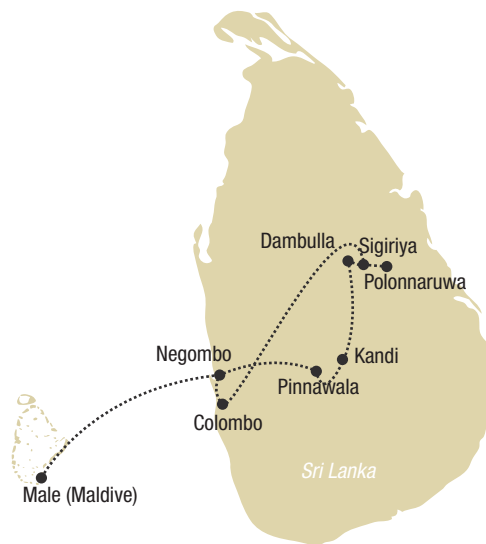 Dambulla
Sigiriya
Polonnaruwa
Negombo
Kandi
Pinnawala
Colombo
Sri Lanka
Male (Maldive)